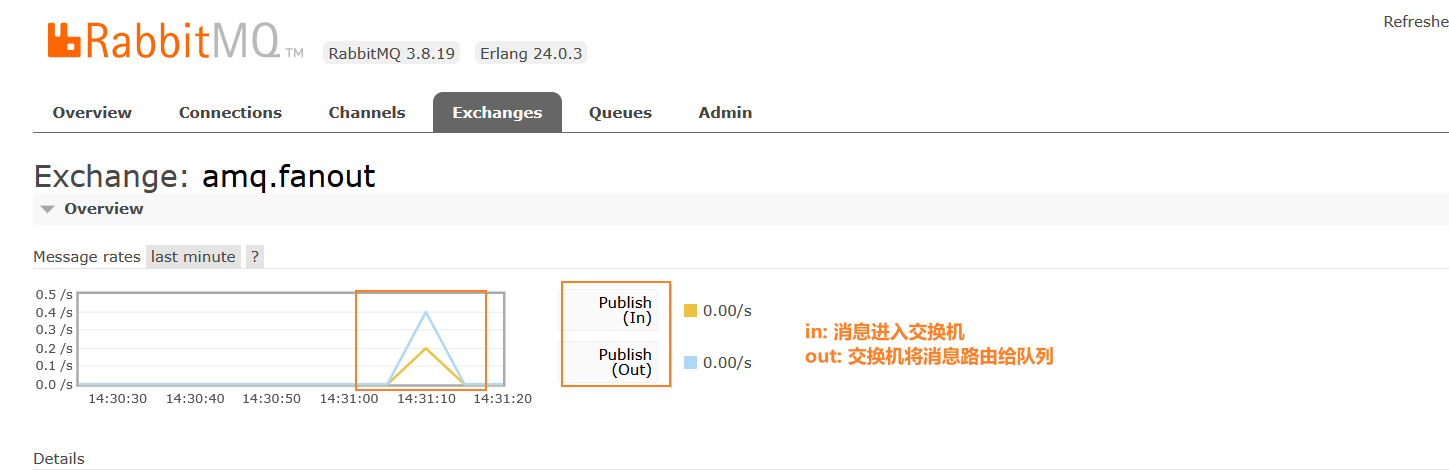 Refreshe
RabbitMQ TM
RabbitMQ 3.8.19
Erlang 24.0.3
Overview
Connections
Channels
Exchanges
Queues
Admin
Exchange: amq.fanout
Overview
Message rates last minute ?
0.5 /s
0.4 /s
0.3 /s
0.2 /s
0.1 /s
0.0 /s
14:30:30 14:30:40 14:30:50 14:31:00 14:31:10 14:31:20
Publish
(In)
0.00/s
Publish
(Out)
0.00/s
in: 消息进入交换机
out: 交换机将消息路由给队列
Details